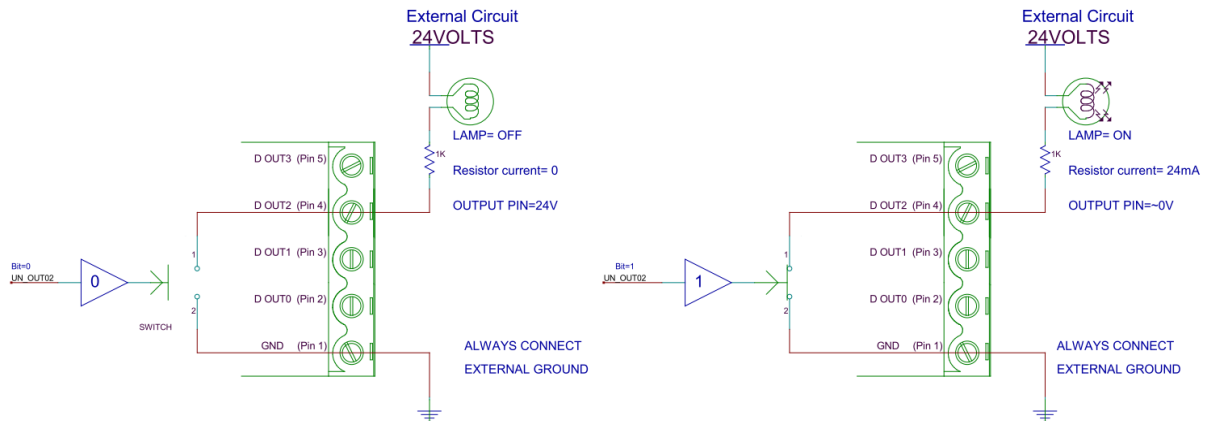 External Circuit
24VOLTS
LAMP= OFF
1K
D OUT3 (Pin 5)
Resistor current= 0
D OUT2 (Pin 4)
OUTPUT PIN=24V
1
D OUT1 (Pin 3)
Bit=0
UN_OUT02
0
D OUT0 (Pin 2)
2
SWITCH
GND (Pin 1)
ALWAYS CONNECT
EXTERNAL GROUND
External Circuit
24VOLTS
LAMP= ON
1K
D OUT3 (Pin 5)
Resistor current= 24mA
D OUT2 (Pin 4)
OUTPUT PIN=~0V
1
D OUT1 (Pin 3)
Bit=1
UN_OUT02
1
D OUT0 (Pin 2)
2
GND (Pin 1)
ALWAYS CONNECT
EXTERNAL GROUND